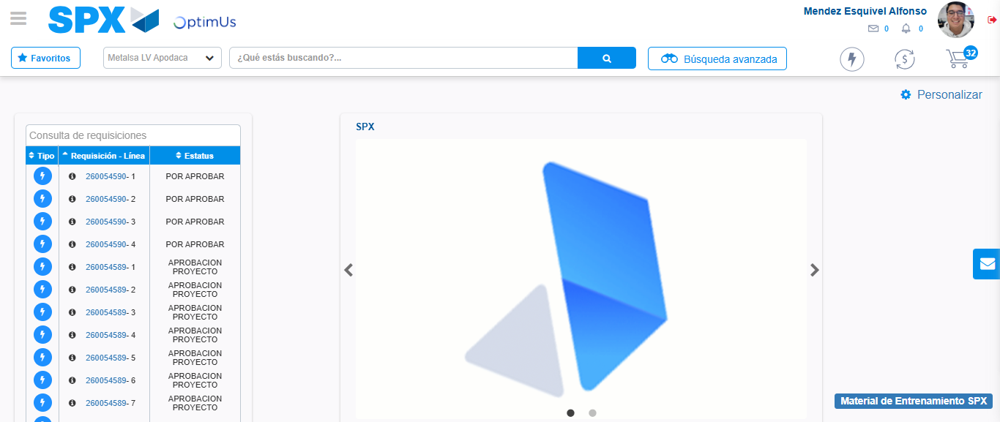 SPX
OptimUs
Mendez Esquivel Alfonso
0 0
Favoritos
Metalsa LV Apodaca
¿Qué estás buscando?...
Búsqueda avanzada
$
32
Personalizar
Consulta de requisiciones
Tipo Requisición - Línea Estatus
260054590- 1 POR APROBAR
260054590- 2 POR APROBAR
260054590- 3 POR APROBAR
260054590- 4 POR APROBAR
260054589- 1 APROBACION
PROYECTO
260054589- 2 APROBACION
PROYECTO
260054589- 3 APROBACION
PROYECTO
260054589- 4 APROBACION
PROYECTO
260054589- 5 APROBACION
PROYECTO
260054589- 6 APROBACION
PROYECTO
260054589- 7 APROBACION
PROYECTO
SPX
Material de Entrenamiento SPX